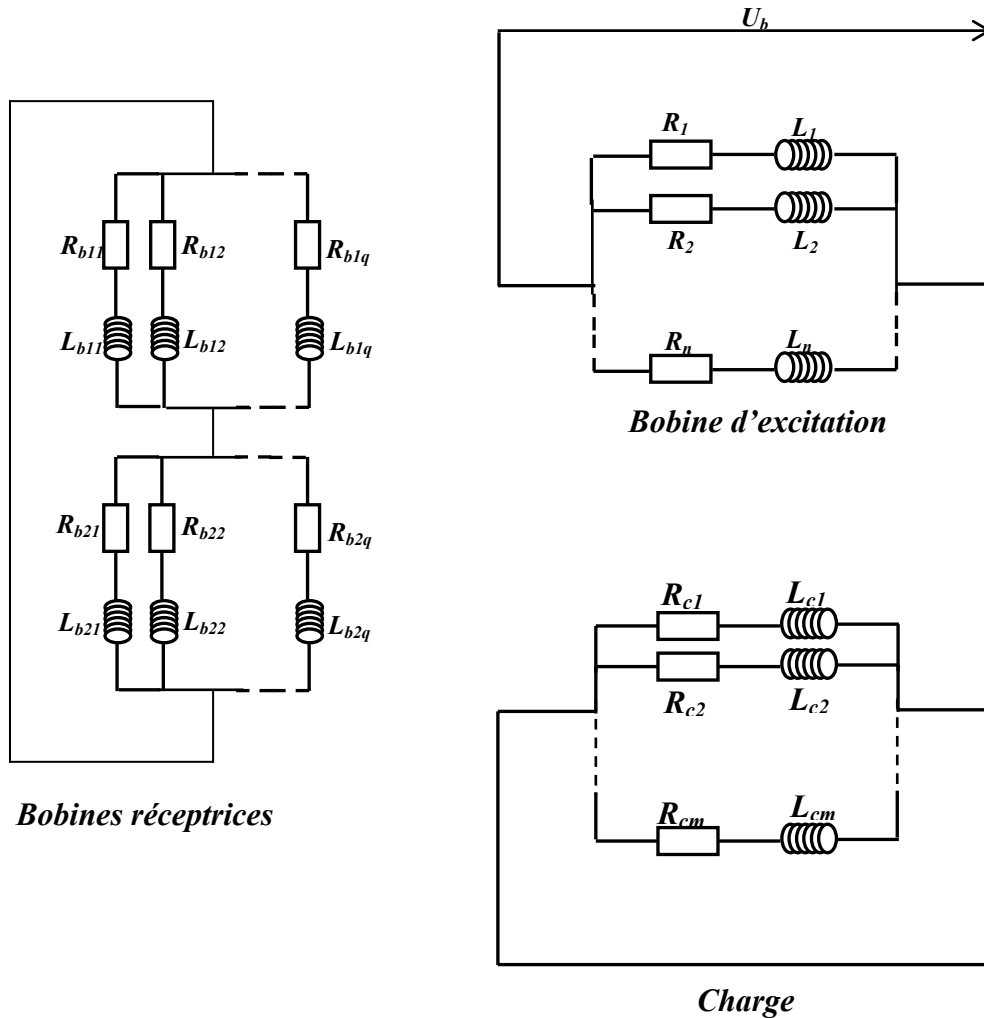 U_b
R_1 L_1
R_2 L_2
R_n L_n
Bobine d'excitation
R_b11 R_b12 R_b1q
L_b11 L_b12 L_b1q
R_b21 R_b22 R_b2q
L_b21 L_b22 L_b2q
Bobines réceptrices
R_c1 L_c1
R_c2 L_c2
R_cm L_cm
Charge